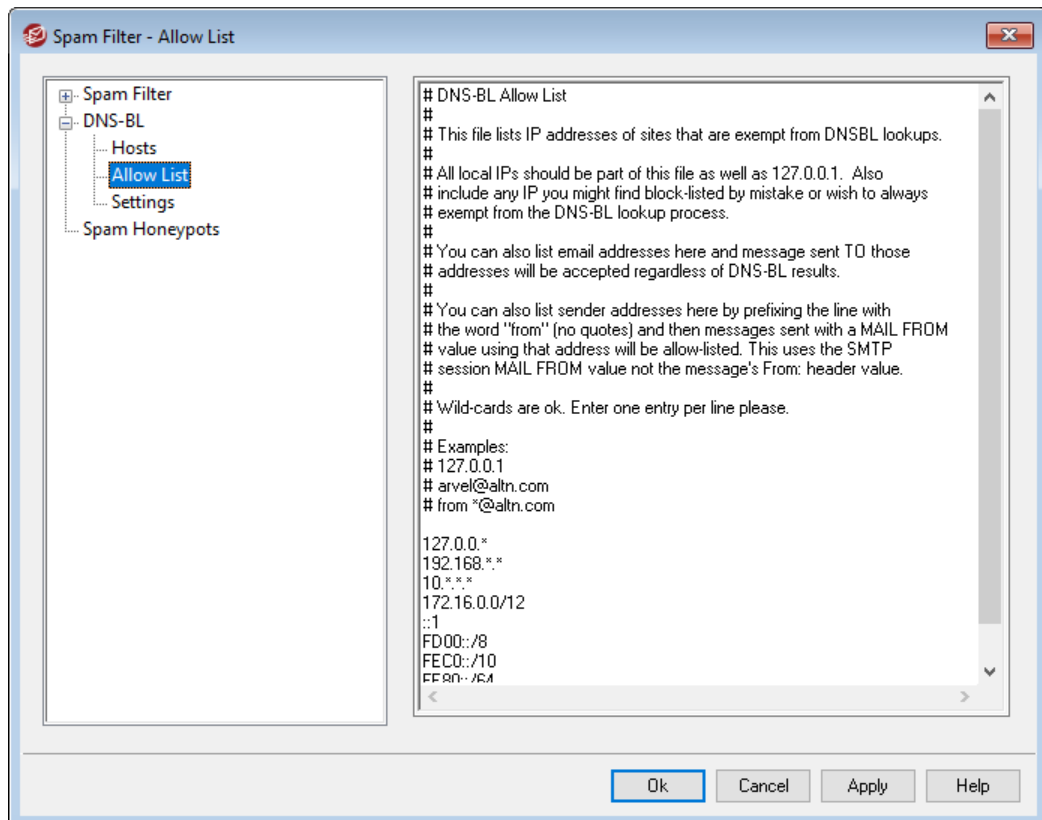 Spam Filter - Allow List
Spam Filter
DNS-BL
Hosts
Allow List
Settings
Spam Honeypots
# DNS-BL Allow List
#
# This file lists IP addresses of sites that are exempt from DNSBL lookups.
#
# All local IPs should be part of this file as well as 127.0.0.1.  Also
# include any IP you might find block-listed by mistake or wish to always
# exempt from the DNS-BL lookup process.
#
# You can also list email addresses here and message sent TO those
# addresses will be accepted regardless of DNS-BL results.
#
# You can also list sender addresses here by prefixing the line with
# the word "from" (no quotes) and then messages sent with a MAIL FROM
# value using that address will be allow-listed. This uses the SMTP
# session MAIL FROM value not the message's From: header value.
#
# Wild-cards are ok. Enter one entry per line please.
#
# Examples:
# 127.0.0.1
# arvel@altn.com
# from *@altn.com
127.0.0.*
192.168.*.*
10.*.*.*
172.16.0.0/12
::1
FD00::/8
FEC0::/10
FE80::/64
Ok
Cancel
Apply
Help